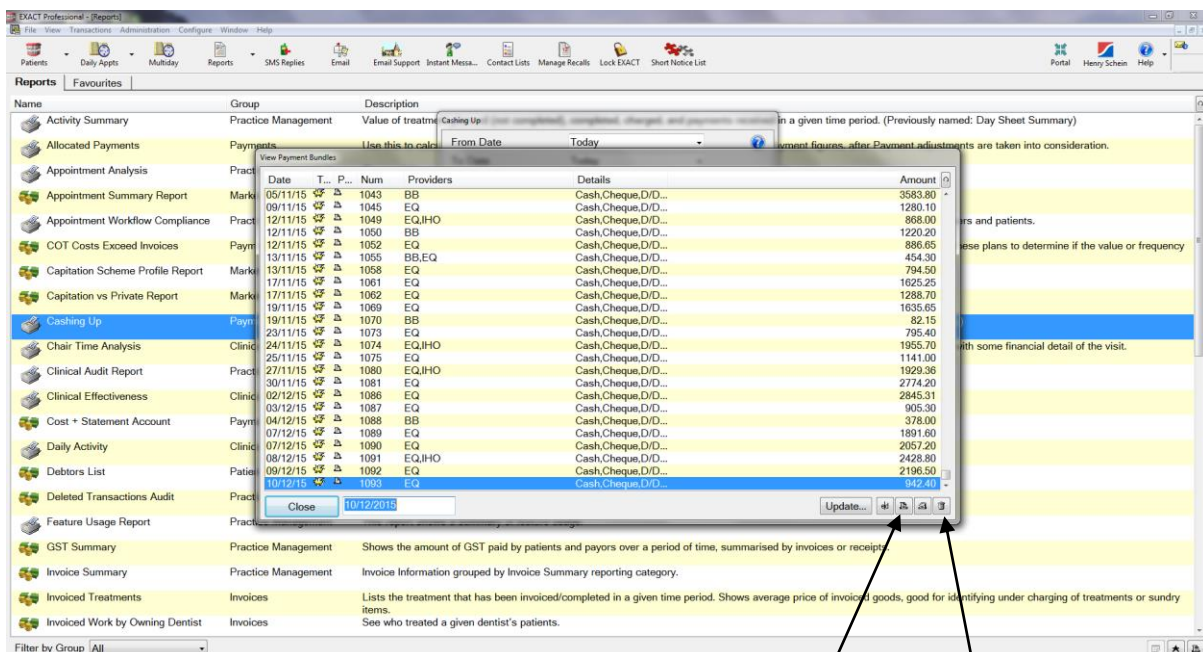 EXACT Professional - [Reports]
File View Transactions Administration Configure Window Help
Patients Daily Appts Multiday Reports SMS Replies Email Email Support Instant Messa... Contact Lists Manage Recalls Lock EXACT Short Notice List Portal Henry Schein Help
Reports Favourites
Name Group Description
Activity Summary Practice Management Value of treatme in a given time period. (Previously named: Day Sheet Summary)
Cashing Up
From Date Today
Allocated Payments Payments Use this to calcu yment figures, after Payment adjustments are taken into consideration.
View Payment Bundles
Date T... P... Num Providers Details Amount
05/11/15 1043 BB Cash,Cheque,D/D... 3583.80
09/11/15 1045 EQ Cash,Cheque,D/D... 1280.10
12/11/15 1049 EQ,IHO Cash,Cheque,D/D... 868.00
12/11/15 1050 BB Cash,Cheque,D/D... 1220.20
12/11/15 1052 EQ Cash,Cheque,D/D... 886.65
13/11/15 1055 BB,EQ Cash,Cheque,D/D... 454.30
13/11/15 1058 EQ Cash,Cheque,D/D... 794.50
17/11/15 1061 EQ Cash,Cheque,D/D... 1625.25
17/11/15 1062 EQ Cash,Cheque,D/D... 1288.70
19/11/15 1069 EQ Cash,Cheque,D/D... 1635.65
19/11/15 1070 BB Cash,Cheque,D/D... 82.15
23/11/15 1073 EQ Cash,Cheque,D/D... 795.40
24/11/15 1074 EQ,IHO Cash,Cheque,D/D... 1955.70
25/11/15 1075 EQ Cash,Cheque,D/D... 1141.00
27/11/15 1080 EQ,IHO Cash,Cheque,D/D... 1929.36
30/11/15 1081 EQ Cash,Cheque,D/D... 2774.20
02/12/15 1086 EQ Cash,Cheque,D/D... 2845.31
03/12/15 1087 EQ Cash,Cheque,D/D... 905.30
04/12/15 1088 BB Cash,Cheque,D/D... 378.00
07/12/15 1089 EQ Cash,Cheque,D/D... 1891.60
07/12/15 1090 EQ Cash,Cheque,D/D... 2057.20
08/12/15 1091 EQ,IHO Cash,Cheque,D/D... 2428.80
09/12/15 1092 EQ Cash,Cheque,D/D... 2196.50
10/12/15 1093 EQ Cash,Cheque,D/D... 942.40
Close 10/12/2015 Update...
Appointment Analysis Pract
Appointment Summary Report Marke
Appointment Workflow Compliance Pract ers and patients.
COT Costs Exceed Invoices Paym ese plans to determine if the value or frequency
Capitation Scheme Profile Report Marke
Capitation vs Private Report Marke
Cashing Up Paym
Chair Time Analysis Clinic with some financial detail of the visit.
Clinical Audit Report Pract
Clinical Effectiveness Clinic
Cost + Statement Account Paym
Daily Activity Clinic
Debtors List Patie
Deleted Transactions Audit Pract
Feature Usage Report
GST Summary Practice Management Shows the amount of GST paid by patients and payors over a period of time, summarised by invoices or receipts.
Invoice Summary Practice Management Invoice Information grouped by Invoice Summary reporting category.
Invoiced Treatments Invoices Lists the treatment that has been invoiced/completed in a given time period. Shows average price of invoiced goods, good for identifying under charging of treatments or sundry
items.
Invoiced Work by Owning Dentist Invoices See who treated a given dentist's patients.
Filter by Group All